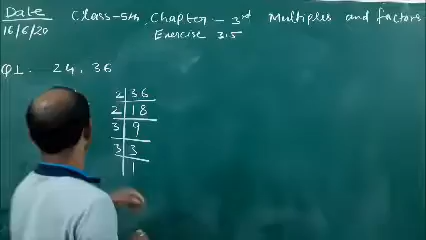 Date
16/6/20
Class-5th, Chapter - 3rd Multiples and factors
Exercise 3.5
Q1. 24, 36
2 36
2 18
3 9
3 3
1